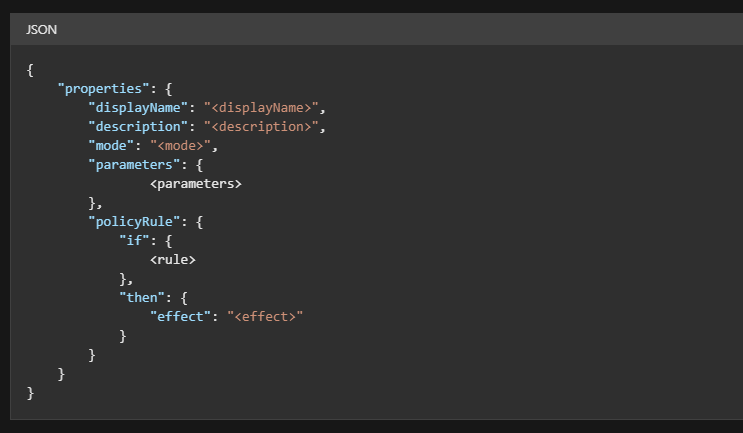 JSON
{
    "properties": {
        "displayName": "<displayName>",
        "description": "<description>",
        "mode": "<mode>",
        "parameters": {
                <parameters>
        },
        "policyRule": {
            "if": {
                <rule>
            },
            "then": {
                "effect": "<effect>"
            }
        }
    }
}